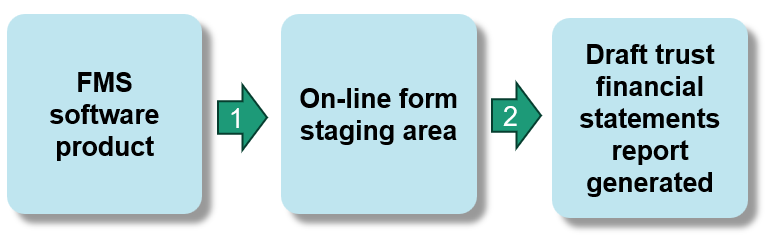 FMS
software
product
1
On-line form
staging area
2
Draft trust
financial
statements
report
generated